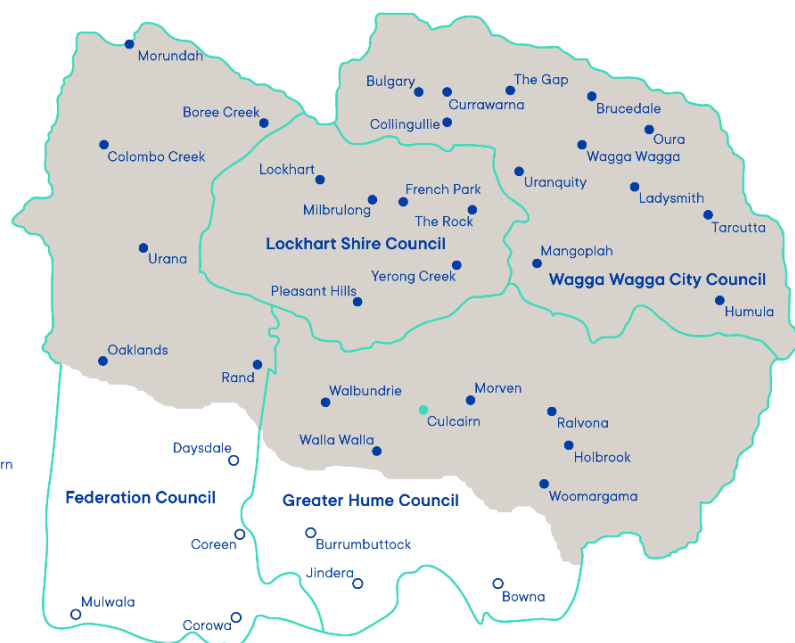 Morundah
Bulgary
The Gap
Currawarna
Brucedale
Boree Creek
Collingullie
Oura
Colombo Creek
Wagga Wagga
Lockhart
Uranquity
French Park
Ladysmith
Milbrulong
The Rock
Tarcutta
Lockhart Shire Council
Urana
Mangoplah
Yerong Creek
Wagga Wagga City Council
Pleasant Hills
Humula
Oaklands
Rand
Walbundrie
Morven
Culcairn
Ralvona
Walla Walla
Daysdale
Holbrook
rn
Federation Council
Greater Hume Council
Woomargama
Coreen
Burrumbuttock
Jindera
Bowna
Mulwala
Corowa